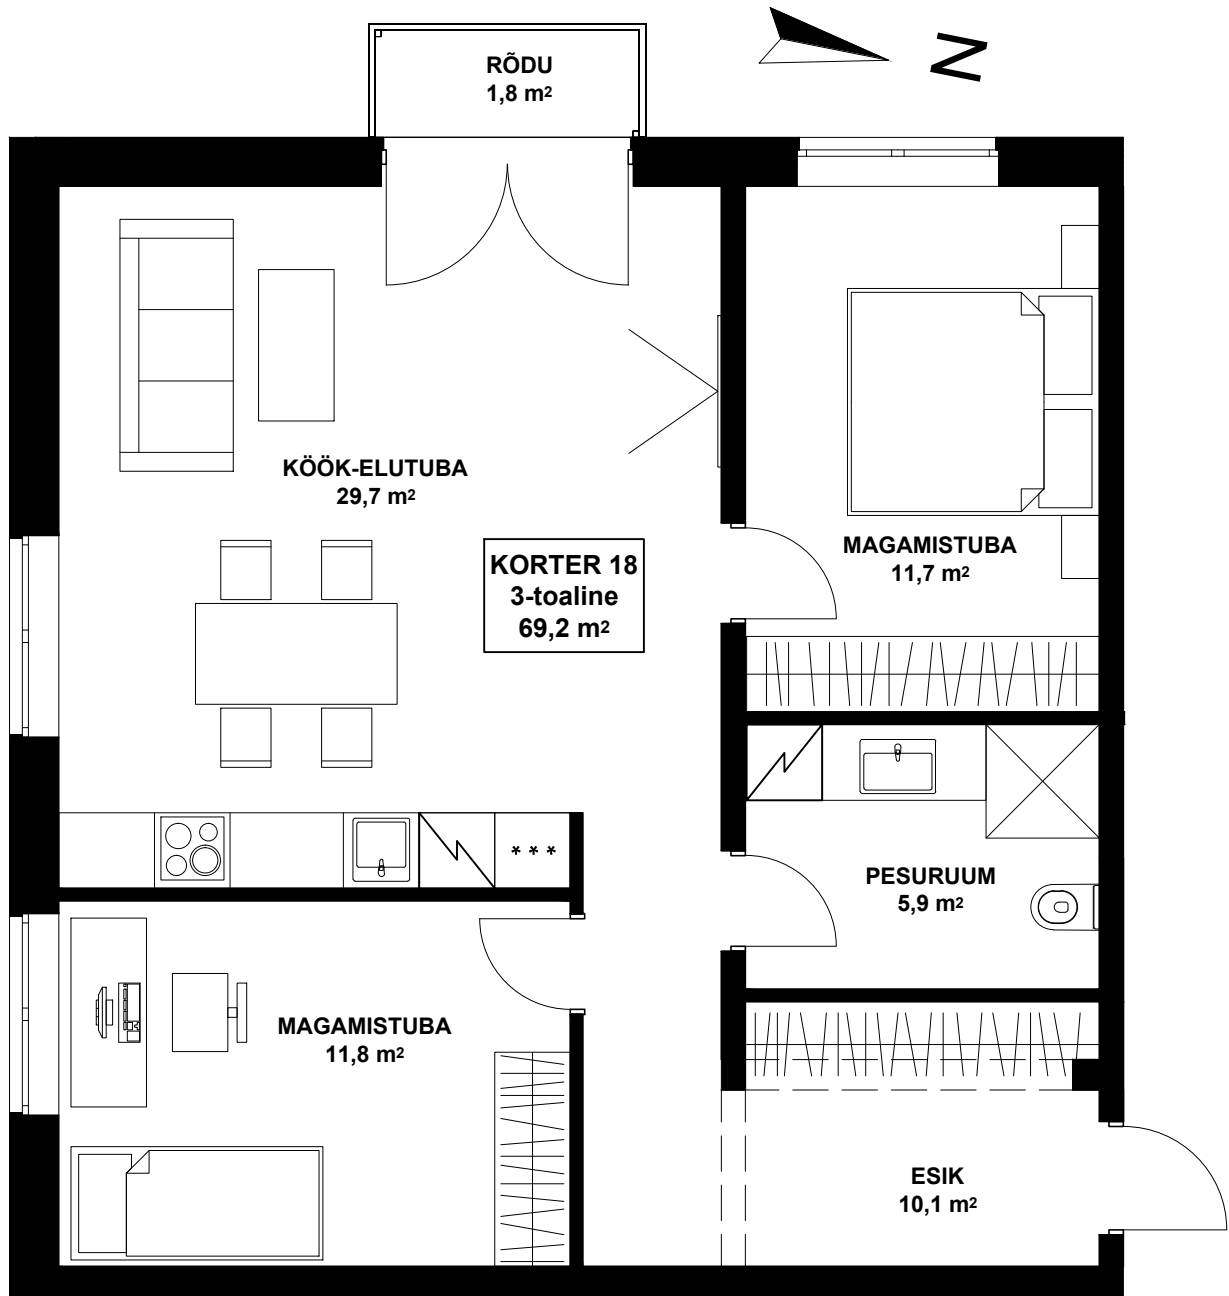 RÕDU
1,8 m²
N
KÖÖK-ELUTUBA
29,7 m²
KORTER 18
3-toaline
69,2 m²
MAGAMISTUBA
11,7 m²
***
PESURUUM
5,9 m²
MAGAMISTUBA
11,8 m²
ESIK
10,1 m²